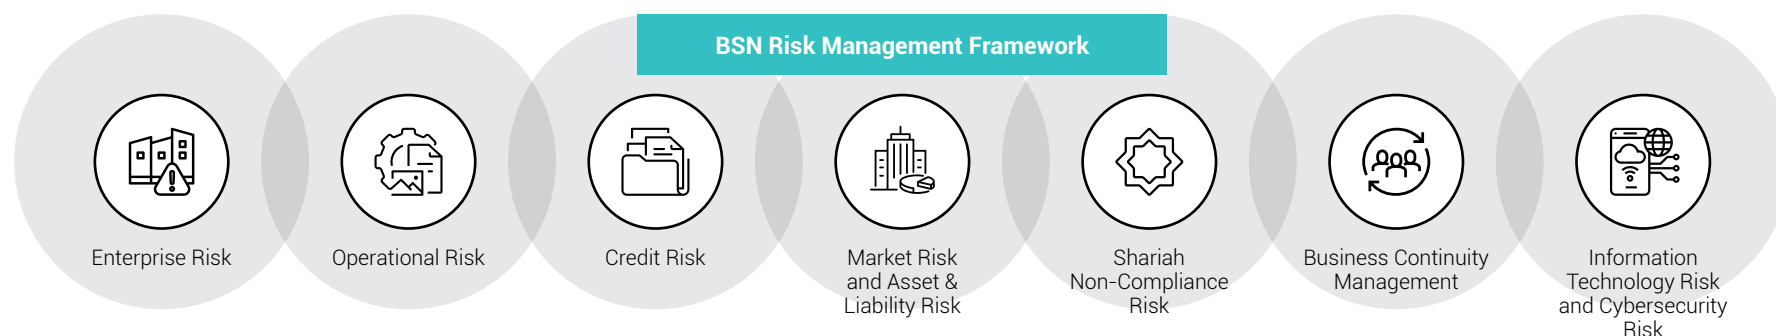 BSN Risk Management Framework
Enterprise Risk
Operational Risk
Credit Risk
Market Risk
and Asset &
Liability Risk
Shariah
Non-Compliance
Risk
Business Continuity
Management
Information
Technology Risk
and Cybersecurity
Risk